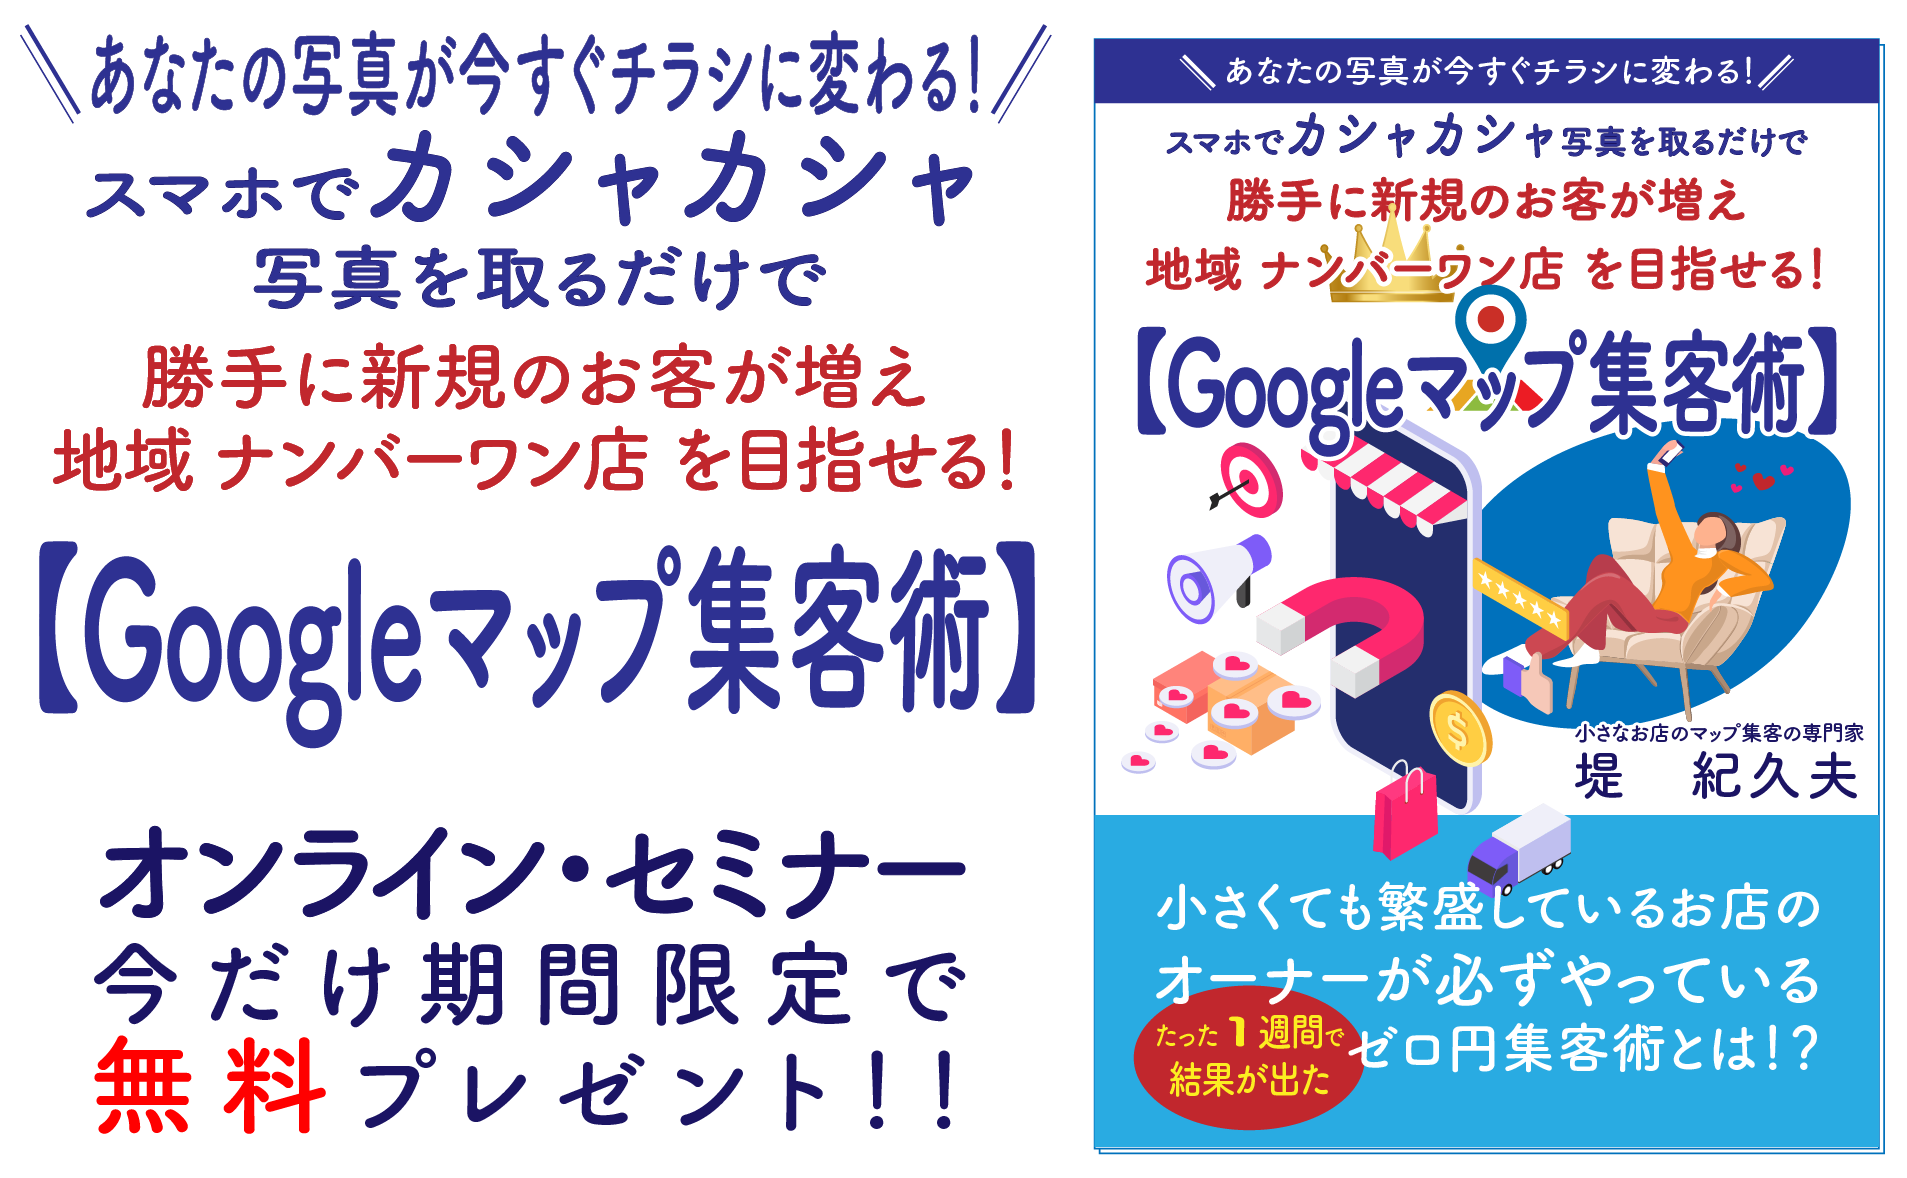 あなたの写真が今すぐチラシに変わる!
スマホでカシャカシャ
写真を取るだけで
勝手に新規のお客が増え
地域 ナンバーワン店 を目指せる!
【Googleマップ集客術】
オンライン・セミナー
今だけ期間限定で
無料プレゼント!!
あなたの写真が今すぐチラシに変わる!
スマホでカシャカシャ写真を取るだけで
勝手に新規のお客が増え
地域 ナンバーワン店 を目指せる!
【Googleマップ集客術】
小さなお店のマップ集客の専門家
堤 紀久夫
小さくても繁盛しているお店の
オーナーが必ずやっている
ゼロ円集客術とは!?
たった1週間で
結果が出た